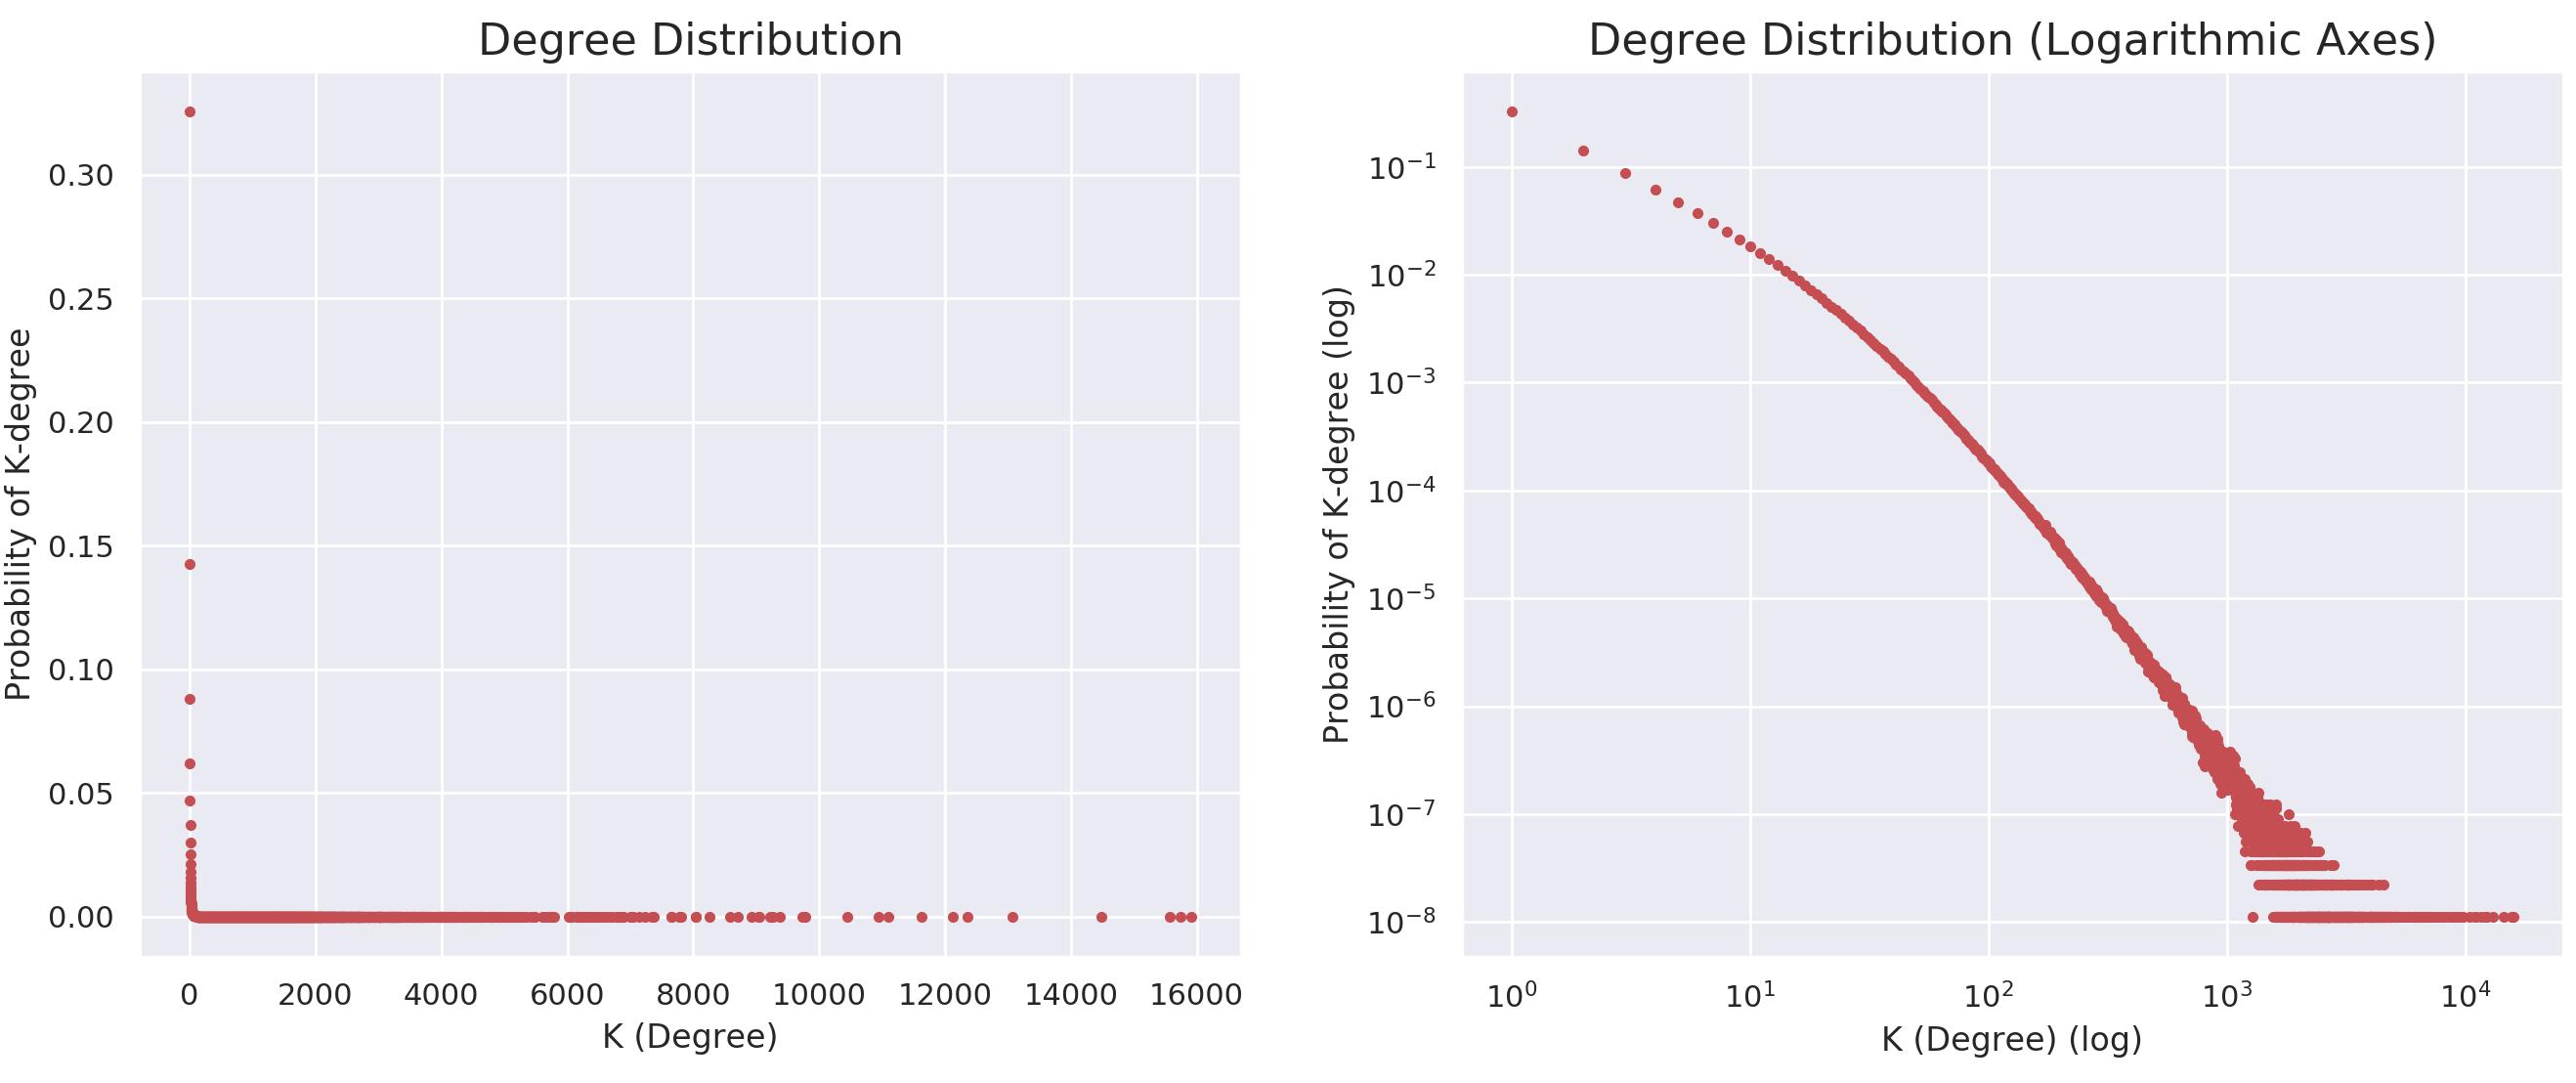 Degree Distribution
Probability of K-degree
0.30
0.25
0.20
0.15
0.10
0.05
0.00
0 2000 4000 6000 8000 10000 12000 14000 16000
K (Degree)
Degree Distribution (Logarithmic Axes)
Probability of K-degree (log)
10⁻¹
10⁻²
10⁻³
10⁻⁴
10⁻⁵
10⁻⁶
10⁻⁷
10⁻⁸
10⁰ 10¹ 10² 10³ 10⁴
K (Degree) (log)